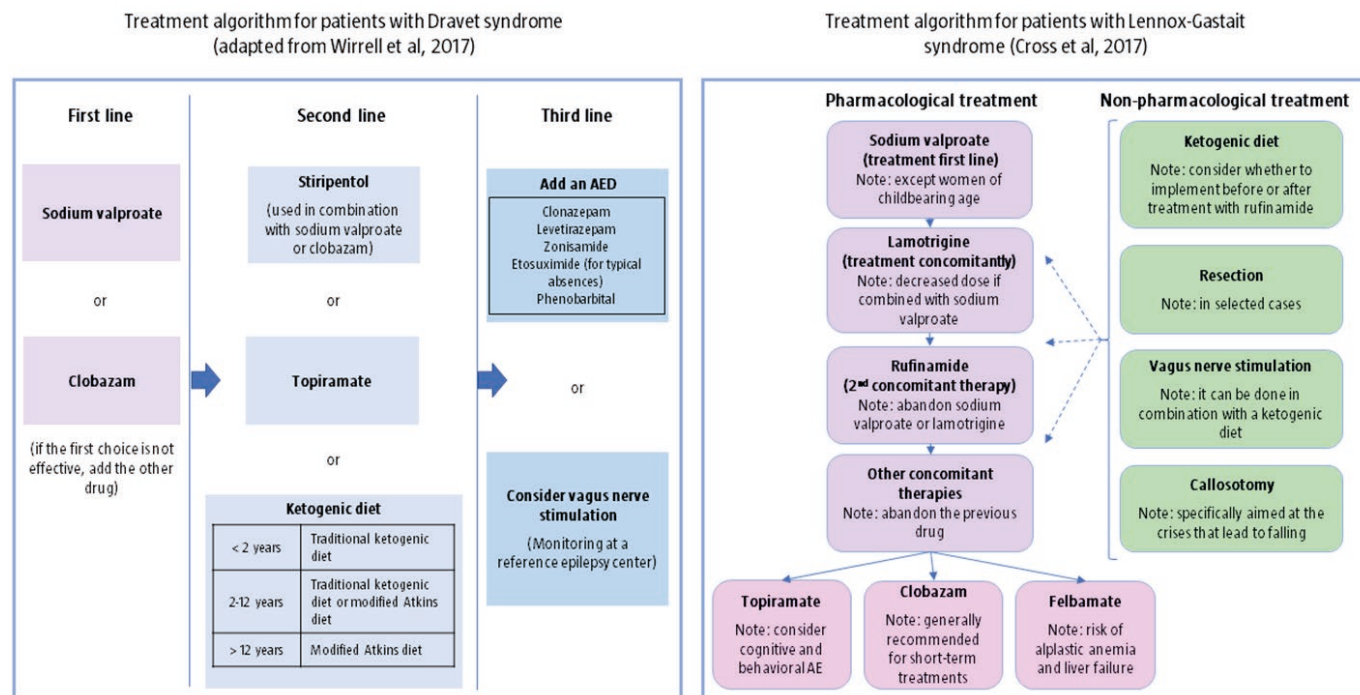 Treatment algorithm for patients with Dravet syndrome
(adapted from Wirrell et al, 2017)
First line
Sodium valproate
or
Clobazam
(if the first choice is not
effective, add the other
drug)
Second line
Stiripentol
(used in combination
with sodium valproate
or clobazam)
or
Topiramate
or
Ketogenic diet
< 2 years
Traditional ketogenic
diet
2-12 years
Traditional ketogenic
diet or modified Atkins
diet
> 12 years
Modified Atkins diet
Third line
Add an AED
Clonazepam
Levetirazepam
Zonisamide
Etosuximide (for typical
absences)
Phenobarbital
or
Consider vagus nerve
stimulation
(Monitoring at a
reference epilepsy center)
Treatment algorithm for patients with Lennox-Gastait
syndrome (Cross et al, 2017)
Pharmacological treatment
Sodium valproate
(treatment first line)
Note: except women of
childbearing age
Lamotrigine
(treatment concomitantly)
Note: decreased dose if
combined with sodium
valproate
Rufinamide
(2nd concomitant therapy)
Note: abandon sodium
valproate or lamotrigine
Other concomitant
therapies
Note: abandon the previous
drug
Topiramate
Note: consider
cognitive and
behavioral AE
Clobazam
Note: generally
recommended
for short-term
treatments
Felbamate
Note: risk of
alplastic anemia
and liver failure
Non-pharmacological treatment
Ketogenic diet
Note: consider whether to
implement before or after
treatment with rufinamide
Resection
Note: in selected cases
Vagus nerve stimulation
Note: it can be done in
combination with a ketogenic
diet
Callosotomy
Note: specifically aimed at the
crises that lead to falling